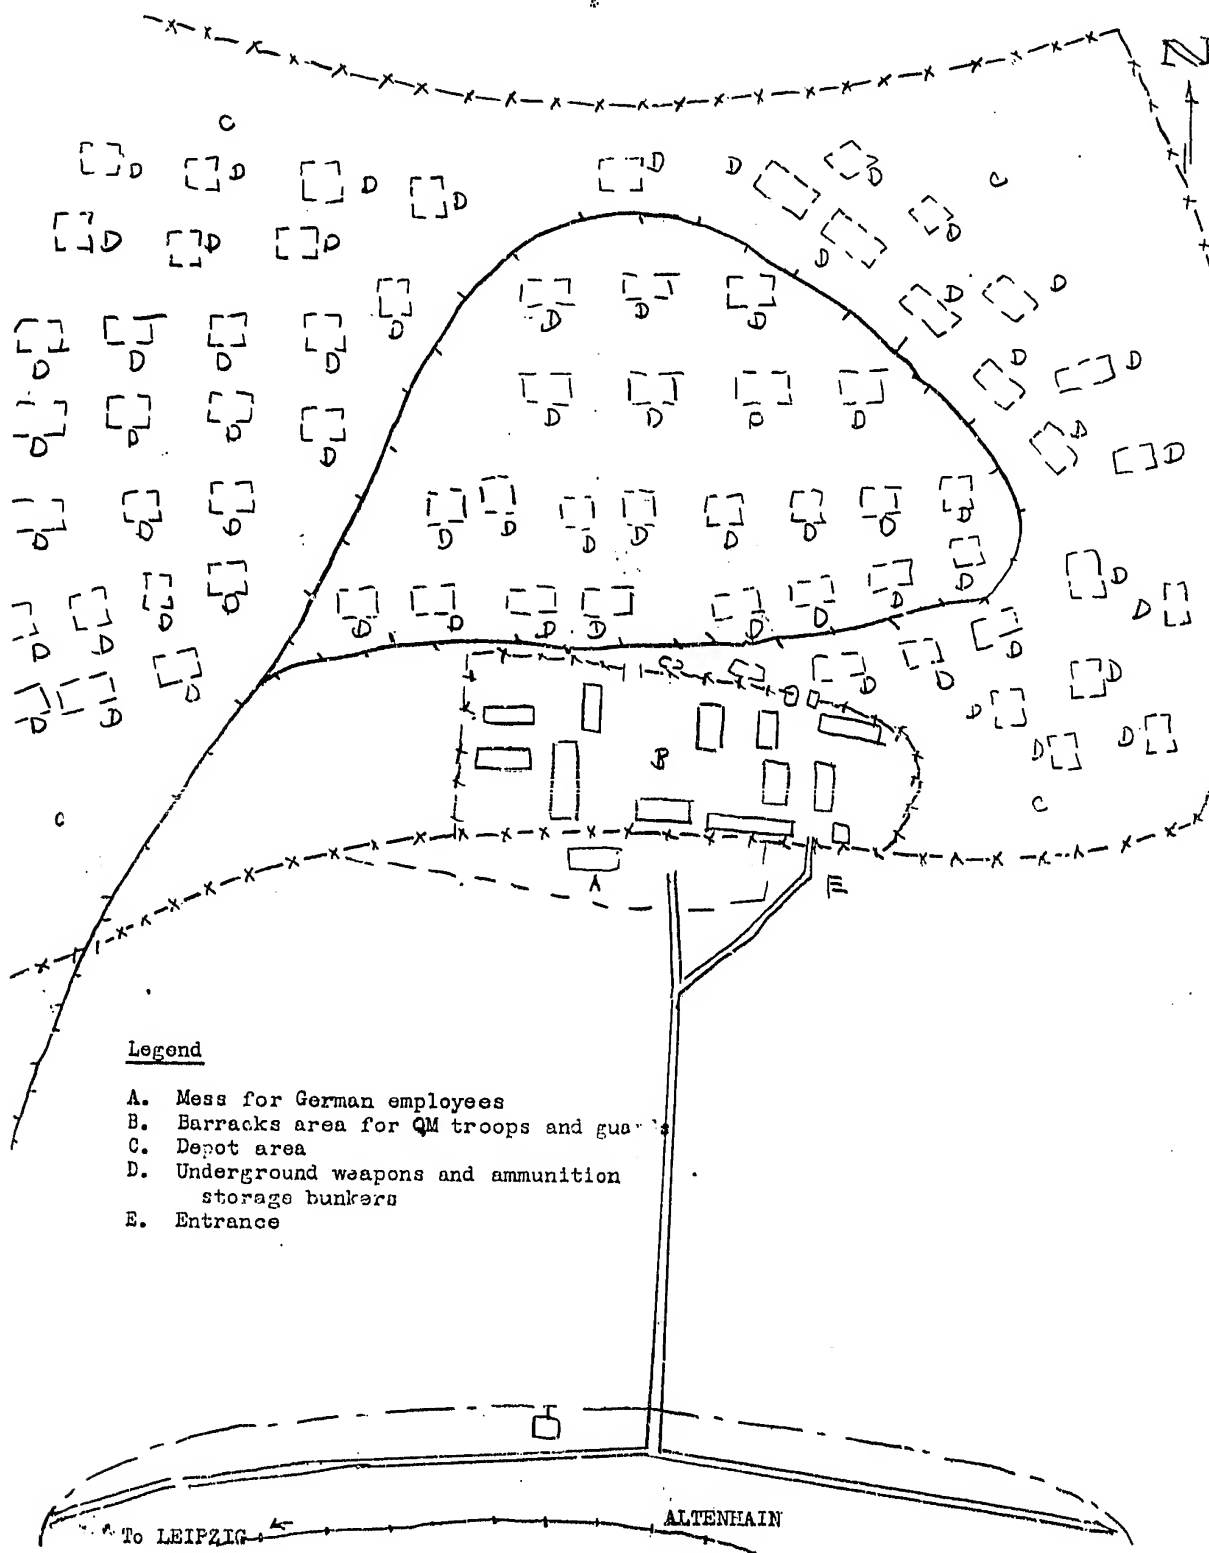 N
C
D D D D D D D
C
D D D D D D
D D D D
D D D D D D D D
D D D D D D D D D
D D D D D
D D D D D D D D D D D D
D D D D D D D D D D D
D D D D D D D D D D
D D D D D D D
B
C
C
A
E
Legend
A. Mess for German employees
B. Barracks area for QM troops and
C. Depot area
D. Underground weapons and ammunition
storage bunkers
E. Entrance
To LEIPZIG
ALTENHAIN